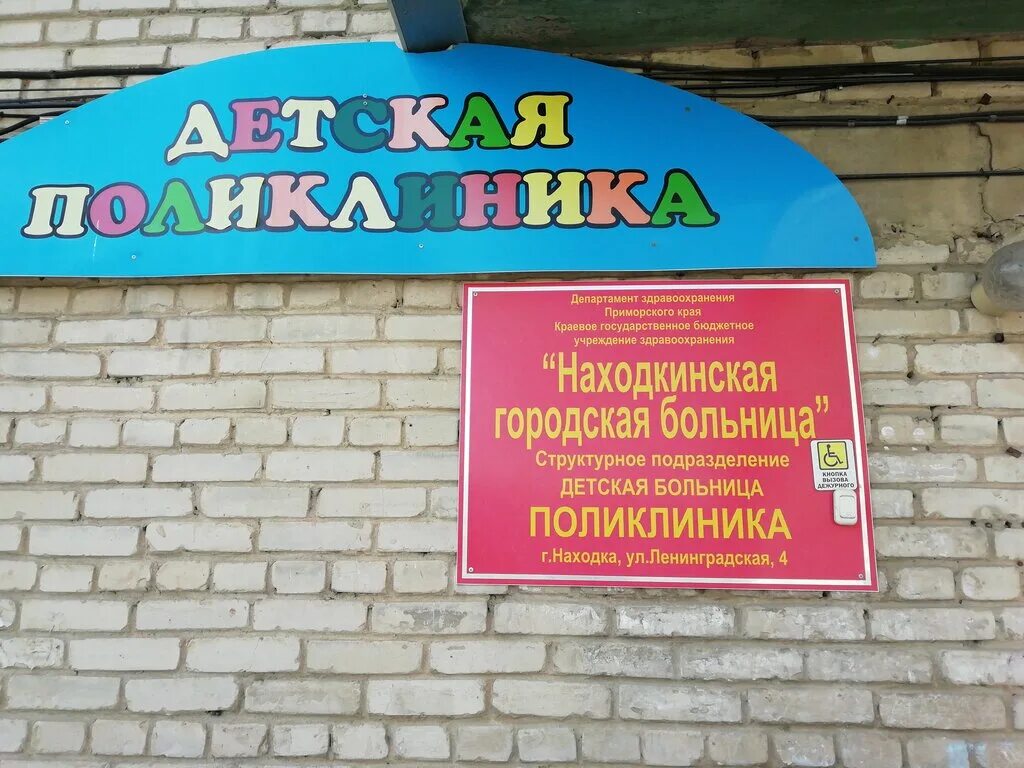 ДЕТСКАЯ
ПОЛИКЛИНИКА
Департамент здравоохранения
Приморского края
Краевое государственное бюджетное
учреждение здравоохранения
"Находкинская
городская больница"
Структурное подразделение
ДЕТСКАЯ БОЛЬНИЦА
ПОЛИКЛИНИКА
г.Находка, ул.Ленинградская, 4
КНОПКА
ВЫЗОВА
ДЕЖУРНОГО